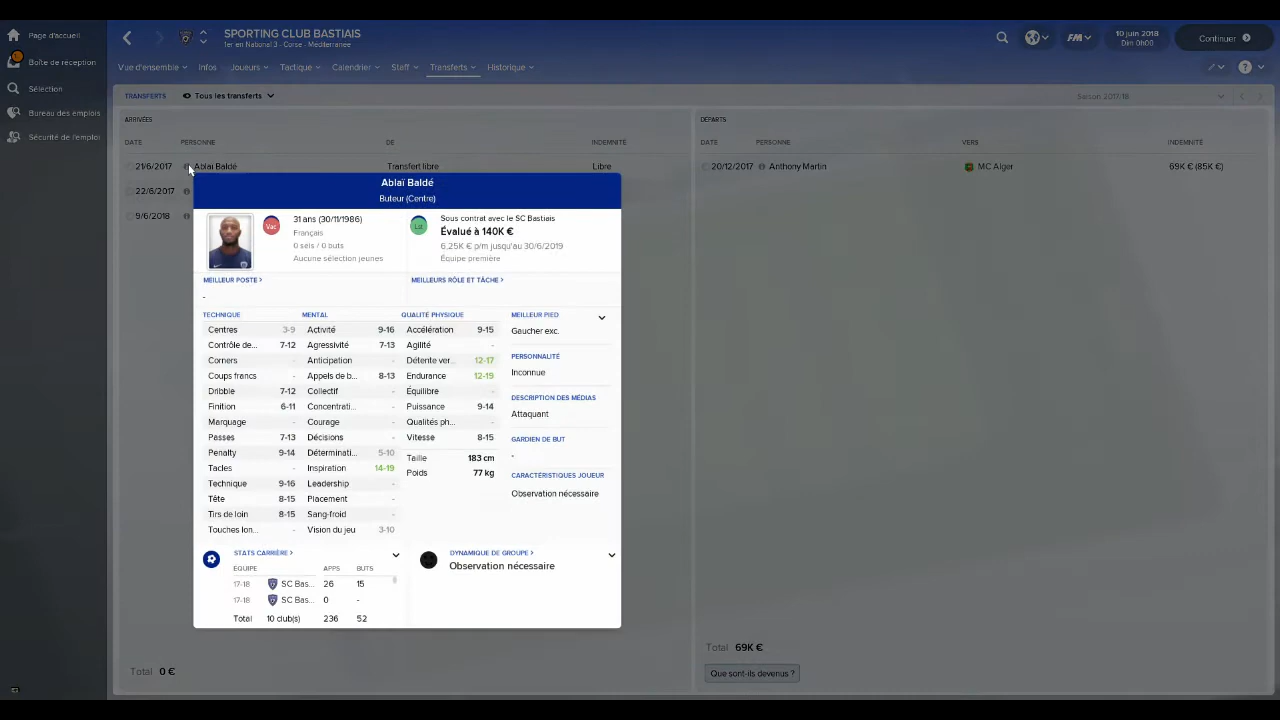 Page d'accueil
Boîte de réception
Sélection
Bureau des emplois
Sécurité de l'emploi
SPORTING CLUB BASTIAIS
1er en National 3 - Corse - Méditerranée
FM
10 juin 2018
Dim 0h00
Continuer
Vue d'ensemble Infos Joueurs Tactique Calendrier Staff Transferts Historique
?
TRANSFERTS Tous les transferts
Saison 2017/18
ARRIVÉES
DATE PERSONNE DE INDEMNITÉ
21/6/2017 Ablaï Baldé Transfert libre Libre
22/6/2017
9/6/2018
Total 0 €
DÉPARTS
DATE PERSONNE VERS INDEMNITÉ
20/12/2017 Anthony Martin MC Alger 69K € (85K €)
Total 69K €
Que sont-ils devenus ?
Ablaï Baldé
Buteur (Centre)
Vac
31 ans (30/11/1986)
Français
0 séls / 0 buts
Aucune sélection jeunes
Lst
Sous contrat avec le SC Bastiais
Évalué à 140K €
6,25K € p/m jusqu'au 30/6/2019
Équipe première
MEILLEUR POSTE >
-
MEILLEURS RÔLE ET TÂCHE >
TECHNIQUE
Centres 3-9
Contrôle de... 7-12
Corners -
Coups francs -
Dribble 7-12
Finition 6-11
Marquage -
Passes 7-13
Penalty 9-14
Tacles -
Technique 9-16
Tête 8-15
Tirs de loin 8-15
Touches lon... -
MENTAL
Activité 9-16
Agressivité 7-13
Anticipation -
Appels de b... 8-13
Collectif -
Concentrati... -
Courage -
Décisions -
Déterminati... 5-10
Inspiration 14-19
Leadership -
Placement -
Sang-froid -
Vision du jeu 3-10
QUALITÉ PHYSIQUE
Accélération 9-15
Agilité -
Détente ver... 12-17
Endurance 12-19
Équilibre -
Puissance 9-14
Qualités ph... -
Vitesse 8-15
Taille 183 cm
Poids 77 kg
MEILLEUR PIED
Gaucher exc.
PERSONNALITÉ
Inconnue
DESCRIPTION DES MÉDIAS
Attaquant
GARDIEN DE BUT
-
CARACTÉRISTIQUES JOUEUR
Observation nécessaire
STATS CARRIÈRE >
ÉQUIPE APPS BUTS
17-18 SC Bas... 26 15
17-18 SC Bas... 0 -
Total 10 club(s) 236 52
DYNAMIQUE DE GROUPE >
Observation nécessaire